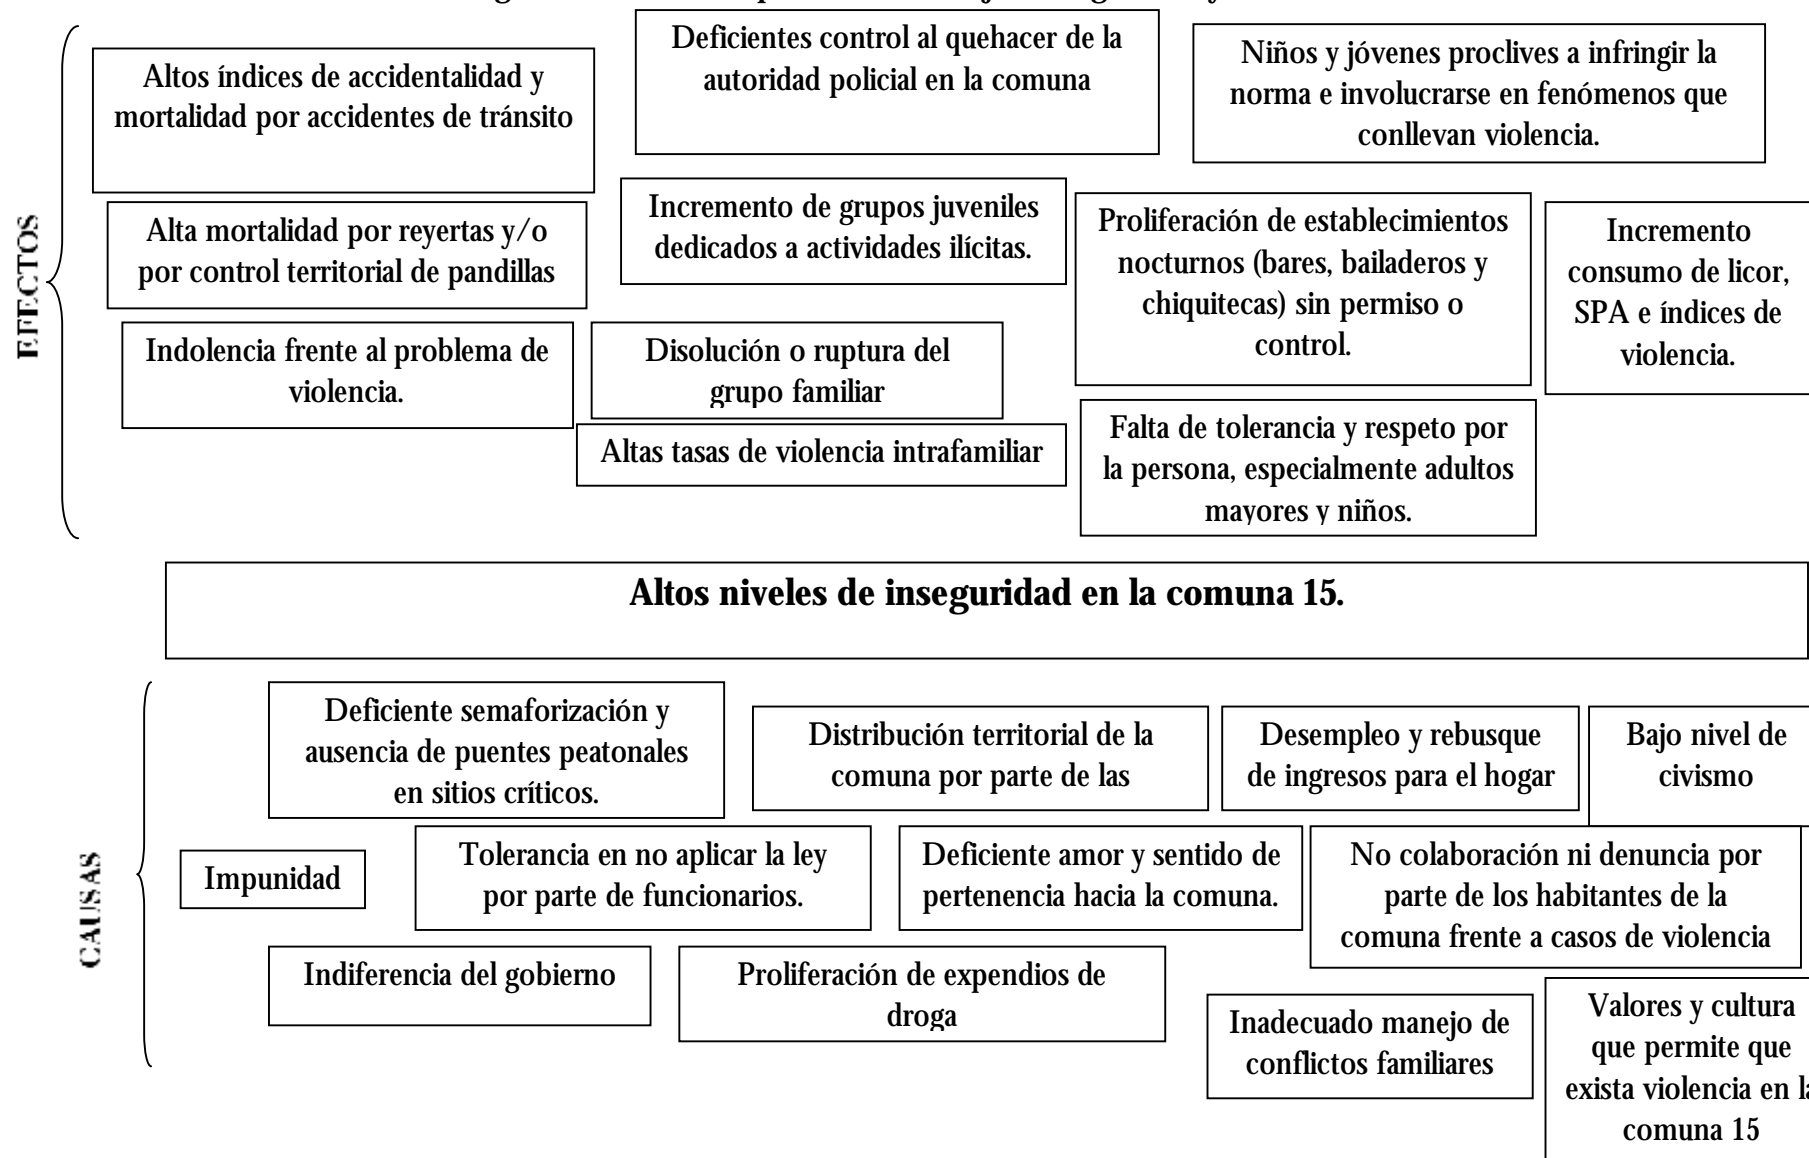 EFECTOS
Altos índices de accidentalidad y
mortalidad por accidentes de tránsito
Deficientes control al quehacer de la
autoridad policial en la comuna
Niños y jóvenes proclives a infringir la
norma e involucrarse en fenómenos que
conllevan violencia.
Alta mortalidad por reyertas y/o
por control territorial de pandillas
Incremento de grupos juveniles
dedicados a actividades ilícitas.
Proliferación de establecimientos
nocturnos (bares, bailaderos y
chiquitecas) sin permiso o
control.
Incremento
consumo de licor,
SPA e índices de
violencia.
Indolencia frente al problema de
violencia.
Disolución o ruptura del
grupo familiar
Altas tasas de violencia intrafamiliar
Falta de tolerancia y respeto por
la persona, especialmente adultos
mayores y niños.
Altos niveles de inseguridad en la comuna 15.
CAUSAS
Deficiente semaforización y
ausencia de puentes peatonales
en sitios críticos.
Distribución territorial de la
comuna por parte de las
Desempleo y rebusque
de ingresos para el hogar
Bajo nivel de
civismo
Impunidad
Tolerancia en no aplicar la ley
por parte de funcionarios.
Deficiente amor y sentido de
pertenencia hacia la comuna.
No colaboración ni denuncia por
parte de los habitantes de la
comuna frente a casos de violencia
Indiferencia del gobierno
Proliferación de expendios de
droga
Inadecuado manejo de
conflictos familiares
Valores y cultura
que permite que
exista violencia en la
comuna 15